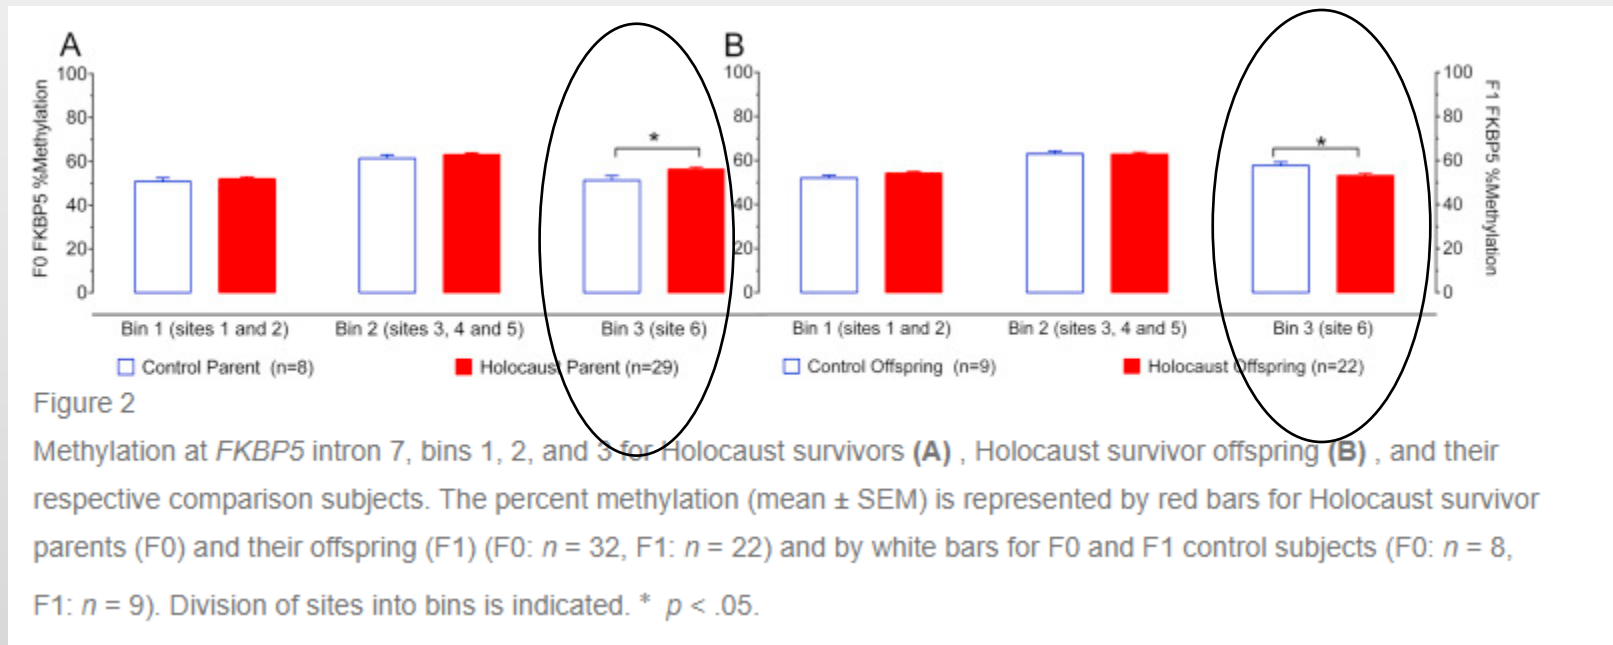 A
B
F0 FKBP5 %Methylation
100
80
60
40
20
0
*
100
80
60
40
20
0
*
100
80
60
40
20
0
F1 FKBP5 %Methylation
Bin 1 (sites 1 and 2)
Bin 2 (sites 3, 4 and 5)
Bin 3 (site 6)
Bin 1 (sites 1 and 2)
Bin 2 (sites 3, 4 and 5)
Bin 3 (site 6)
Control Parent (n=8)
Holocaust Parent (n=29)
Control Offspring (n=9)
Holocaust Offspring (n=22)
Figure 2
Methylation at FKBP5 intron 7, bins 1, 2, and 3 for Holocaust survivors (A) , Holocaust survivor offspring (B) , and their
respective comparison subjects. The percent methylation (mean ± SEM) is represented by red bars for Holocaust survivor
parents (F0) and their offspring (F1) (F0: n = 32, F1: n = 22) and by white bars for F0 and F1 control subjects (F0: n = 8,
F1: n = 9). Division of sites into bins is indicated. * p < .05.